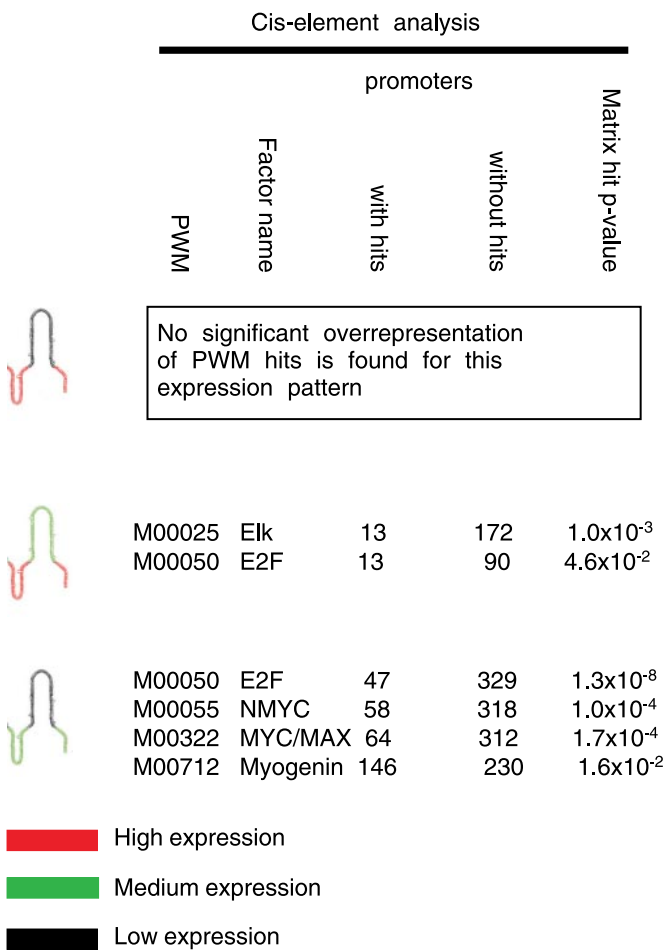 Cis-element analysis
promoters
PWM
Factor name
with hits
without hits
Matrix hit p-value
No significant overrepresentation
of PWM hits is found for this
expression pattern
M00025 Elk 13 172 1.0x10⁻³
M00050 E2F 13 90 4.6x10⁻²
M00050 E2F 47 329 1.3x10⁻⁸
M00055 NMYC 58 318 1.0x10⁻⁴
M00322 MYC/MAX 64 312 1.7x10⁻⁴
M00712 Myogenin 146 230 1.6x10⁻²
High expression
Medium expression
Low expression